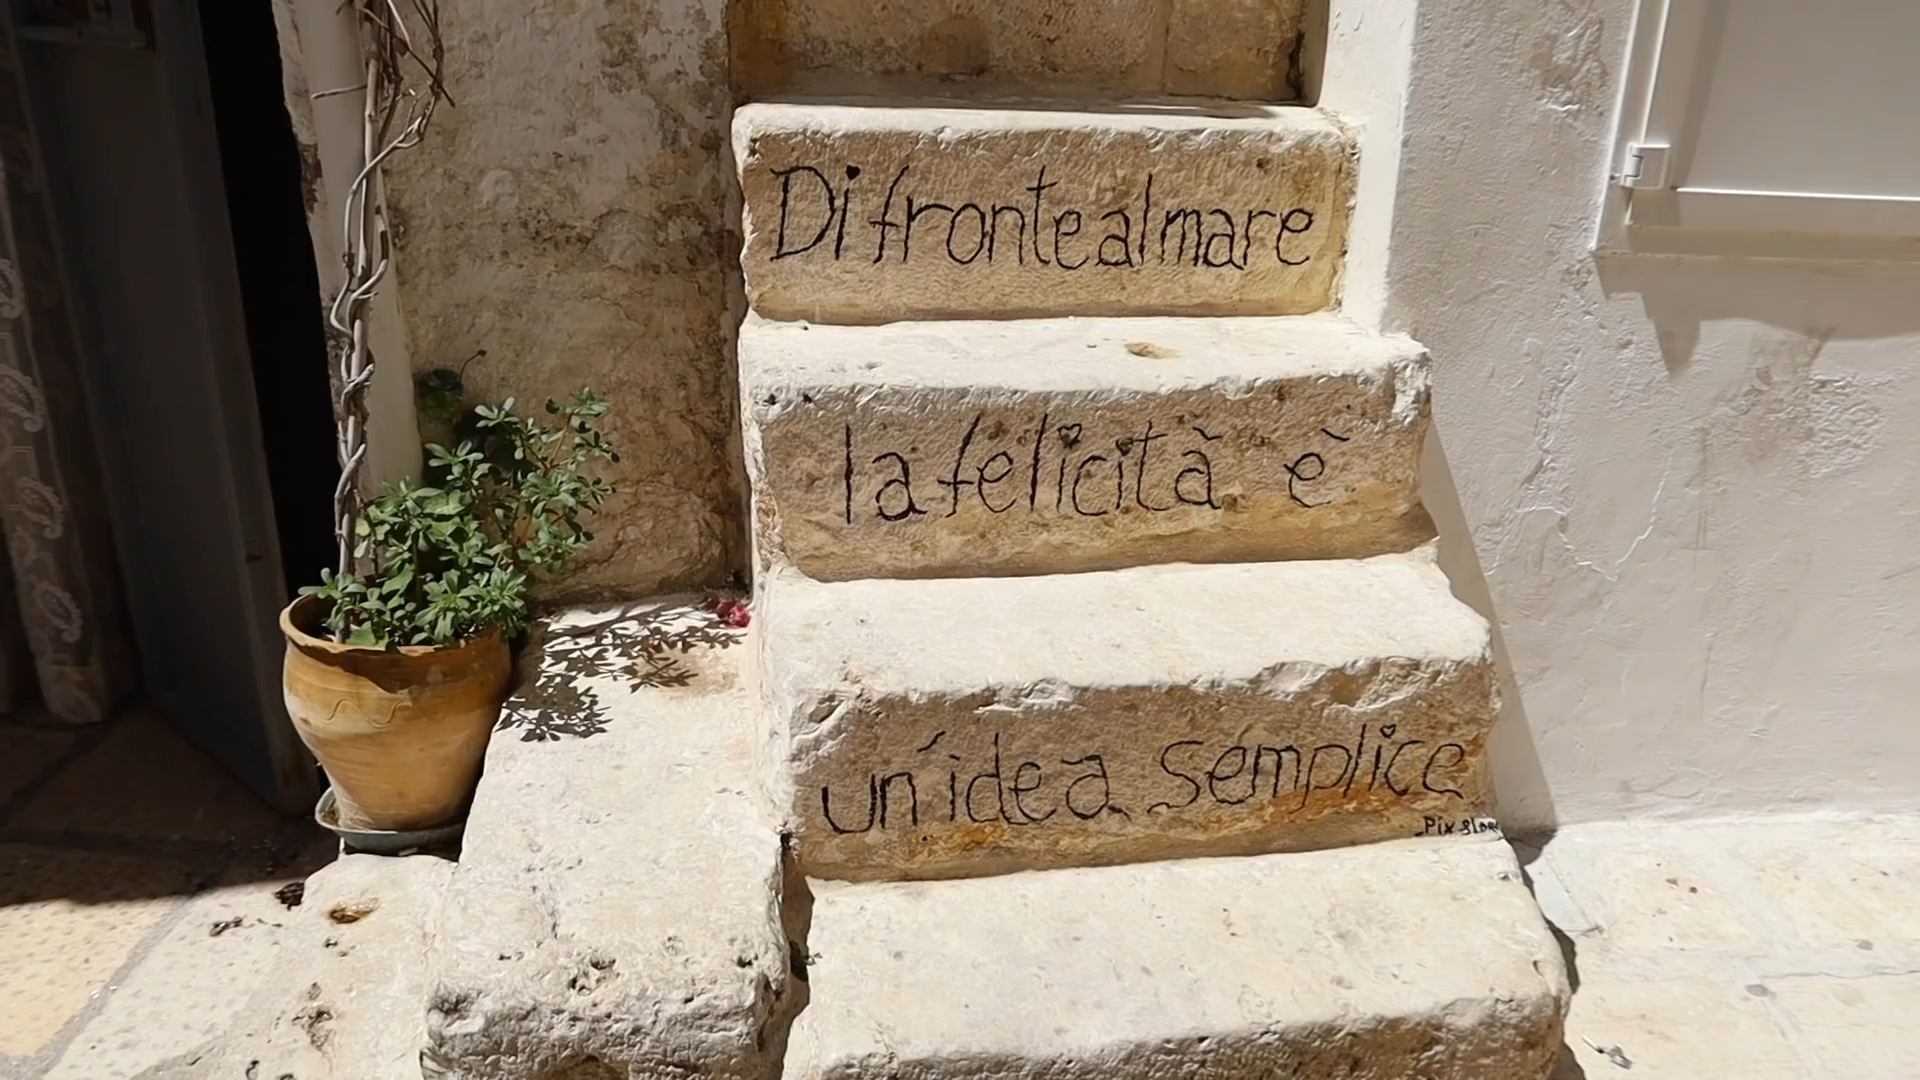 Di fronte al mare
la felicità è
un'idea semplice